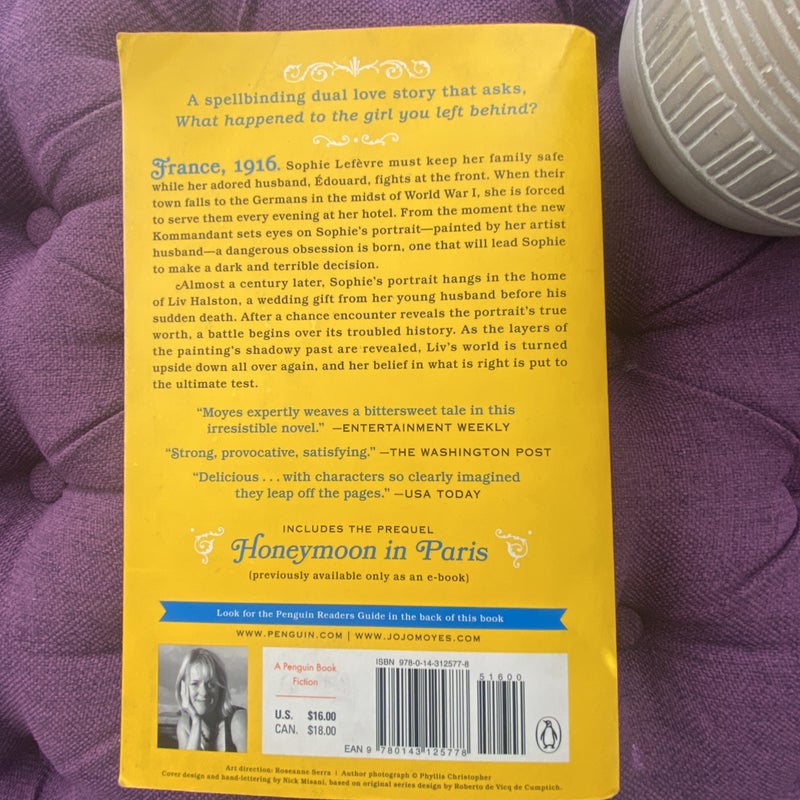 A spellbinding dual love story that asks,
What happened to the girl you left behind?
France, 1916. Sophie Lefèvre must keep her family safe
while her adored husband, Édouard, fights at the front. When their
town falls to the Germans in the midst of World War I, she is forced
to serve them every evening at her hotel. From the moment the new
Kommandant sets eyes on Sophie's portrait—painted by her artist
husband—a dangerous obsession is born, one that will lead Sophie
to make a dark and terrible decision.
Almost a century later, Sophie's portrait hangs in the home
of Liv Halston, a wedding gift from her young husband before his
sudden death. After a chance encounter reveals the portrait's true
worth, a battle begins over its troubled history. As the layers of
the painting's shadowy past are revealed, Liv's world is turned
upside down all over again, and her belief in what is right is put to
the ultimate test.
“Moyes expertly weaves a bittersweet tale in this
irresistible novel.” —ENTERTAINMENT WEEKLY
“Strong, provocative, satisfying.” —THE WASHINGTON POST
“Delicious . . . with characters so clearly imagined
they leap off the pages.” —USA TODAY
INCLUDES THE PREQUEL
Honeymoon in Paris
(previously available only as an e-book)
Look for the Penguin Readers Guide in the back of this book
WWW.PENGUIN.COM | WWW.JOJOMOYES.COM
A Penguin Book
Fiction
U.S. $16.00
CAN. $18.00
ISBN 978-0-14-312577-8
51600
EAN 9 780143 125778
Art direction: Roseanne Serra | Author photograph © Phyllis Christopher
Cover design and hand-lettering by Nick Misani, based on original series design by Roberto de Vicq de Cumptich.